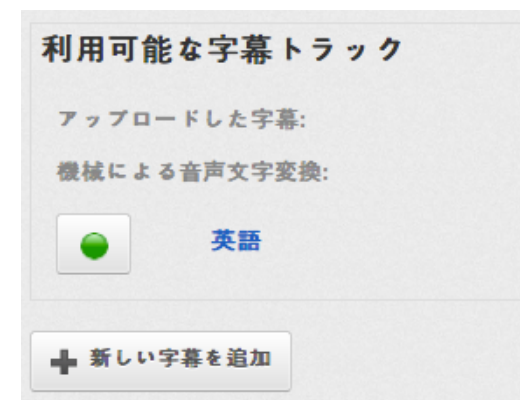 利用可能な字幕トラック
アップロードした字幕:
機械による音声文字変換:
英語
新しい字幕を追加